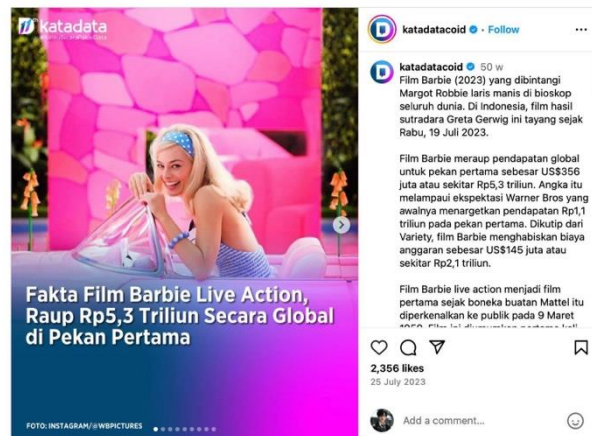 katadata
Fakta Film Barbie Live Action,
Raup Rp5,3 Triliun Secara Global
di Pekan Pertama
FOTO: INSTAGRAM/@WBPICTURES
katadatacoid • Follow
katadatacoid 50 w
Film Barbie (2023) yang dibintangi
Margot Robbie laris manis di bioskop
seluruh dunia. Di Indonesia, film hasil
sutradara Greta Gerwig ini tayang sejak
Rabu, 19 Juli 2023.
Film Barbie meraup pendapatan global
untuk pekan pertama sebesar US$356
juta atau sekitar Rp5,3 triliun. Angka itu
melampaui ekspektasi Warner Bros yang
awalnya menargetkan pendapatan Rp1,1
triliun pada pekan pertama. Dikutip dari
Variety, film Barbie menghabiskan biaya
anggaran sebesar US$145 juta atau
sekitar Rp2,1 triliun.
Film Barbie live action menjadi film
pertama sejak boneka buatan Mattel itu
diperkenalkan ke publik pada 9 Maret
2,356 likes
25 July 2023
Add a comment...